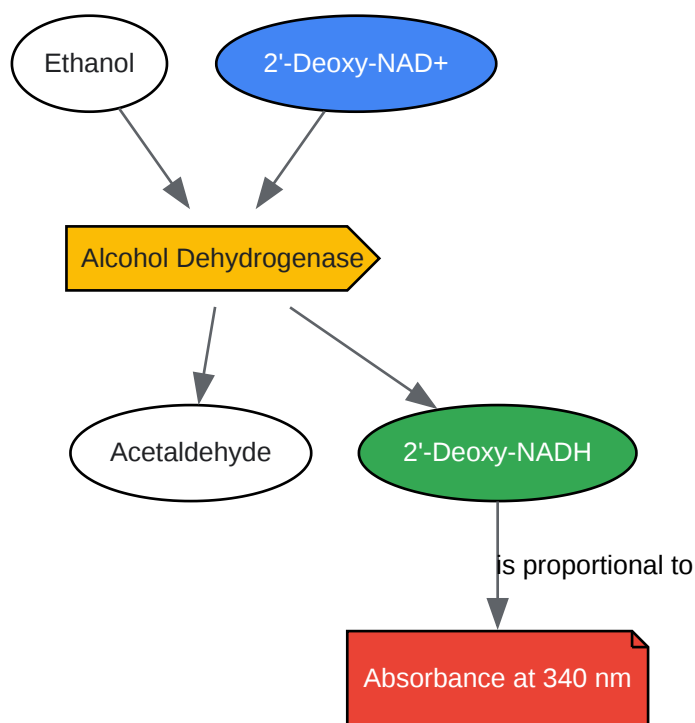 Ethanol
2'-Deoxy-NAD+
Alcohol Dehydrogenase
Acetaldehyde
2'-Deoxy-NADH
is proportional to
Absorbance at 340 nm